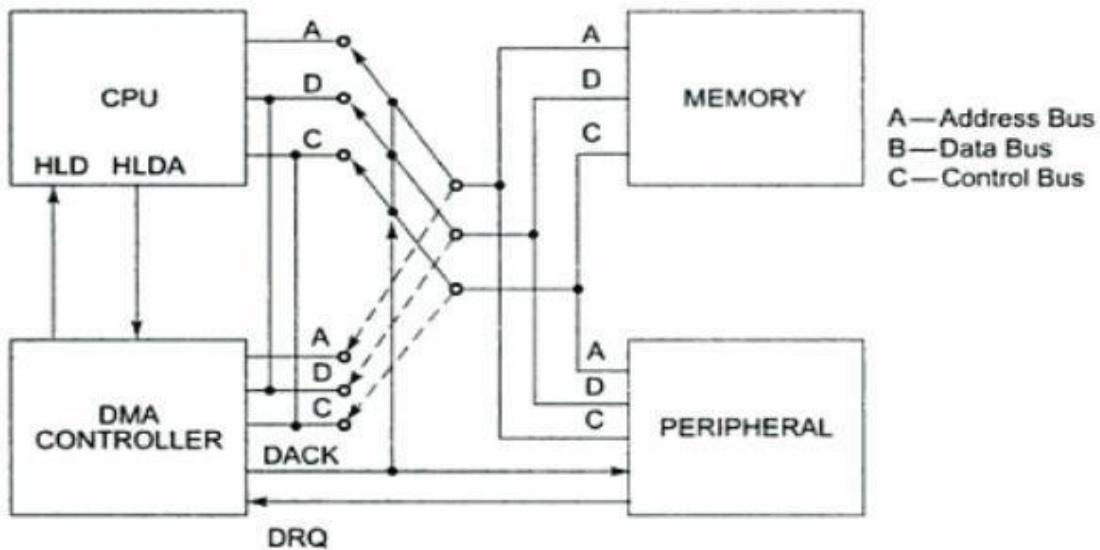 CPU
HLD HLDA
A
D
C
A
D
C
MEMORY
A—Address Bus
B—Data Bus
C—Control Bus
DMA
CONTROLLER
A
D
C
DACK
DRQ
A
D
C
PERIPHERAL